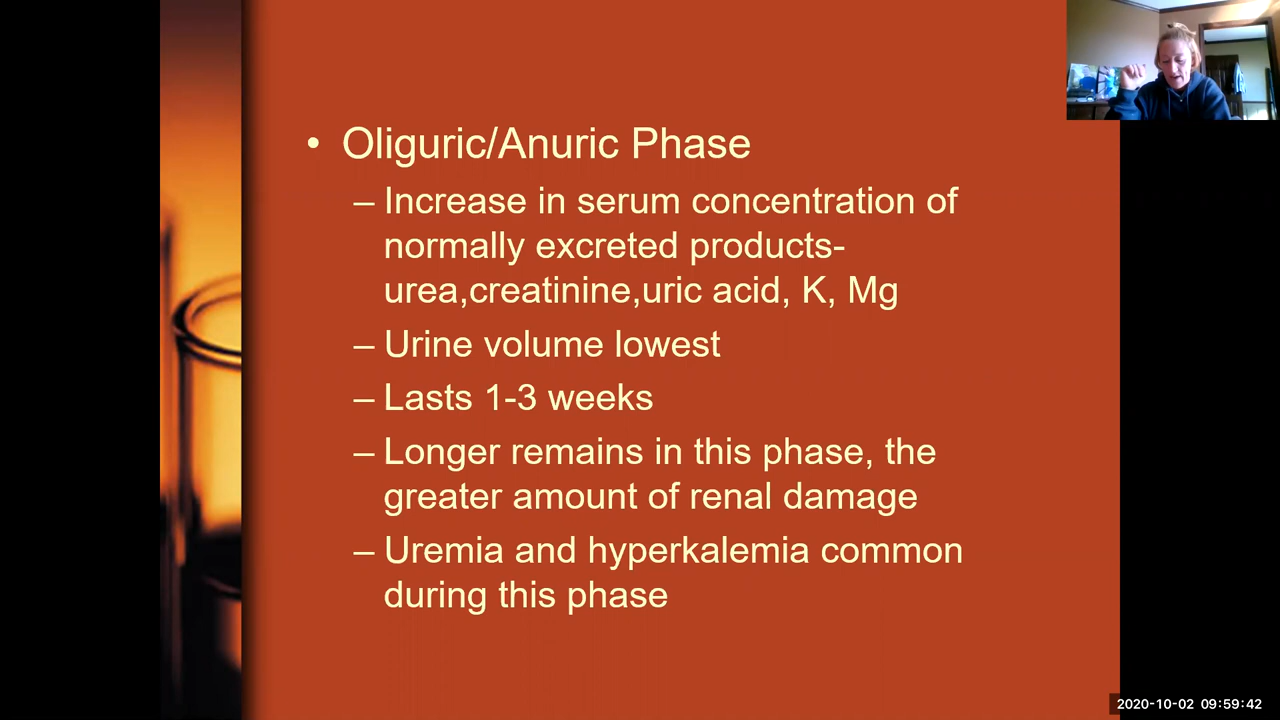 • Oliguric/Anuric Phase
– Increase in serum concentration of
normally excreted products-
urea,creatinine,uric acid, K, Mg
– Urine volume lowest
– Lasts 1-3 weeks
– Longer remains in this phase, the
greater amount of renal damage
– Uremia and hyperkalemia common
during this phase
2020-10-02 09:59:42